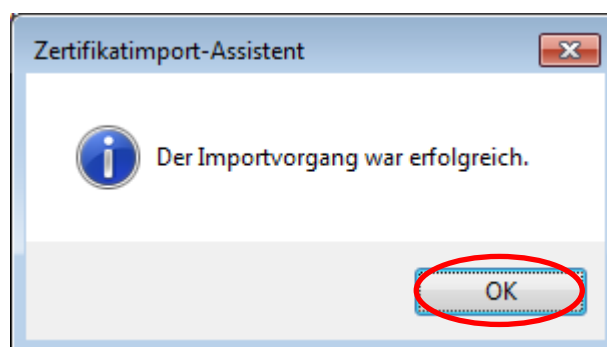 Zertifikatimport-Assistent
Der Importvorgang war erfolgreich.
OK